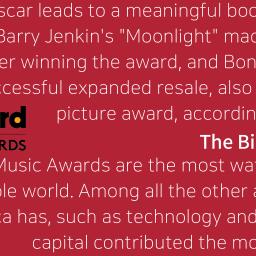 scar leads to a meaningful boo
Barry Jenkin's "Moonlight" mad
er winning the award, and Bon
ccessful expanded resale, also
picture award, accordin
rd
ARDS
The Bi
Music Awards are the most wa
ole world. Among all the other a
ca has, such as technology and
capital contributed the mo